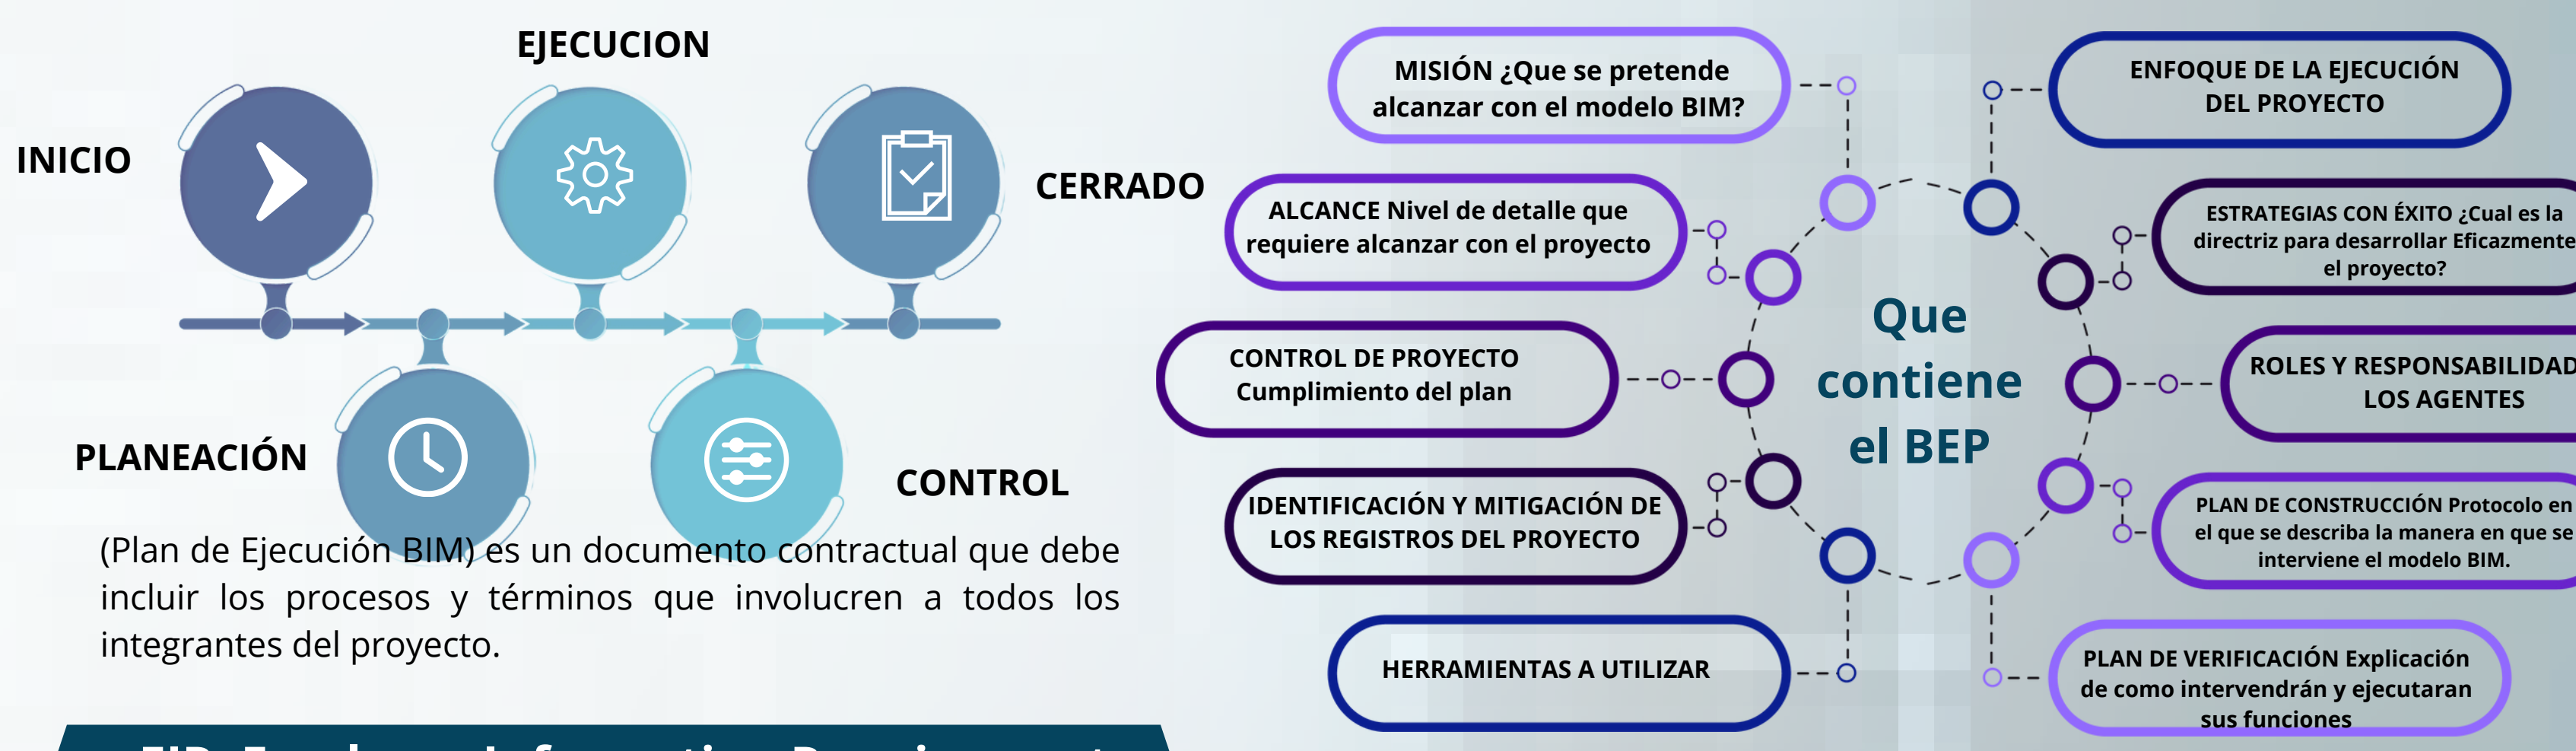 EJECUCION
INICIO
CERRADO
PLANEACIÓN
CONTROL
(Plan de Ejecución BIM) es un documento contractual que debe
incluir los procesos y términos que involucren a todos los
integrantes del proyecto.
MISIÓN ¿Que se pretende
alcanzar con el modelo BIM?
ALCANCE Nivel de detalle que
requiere alcanzar con el proyecto
CONTROL DE PROYECTO
Cumplimiento del plan
IDENTIFICACIÓN Y MITIGACIÓN DE
LOS REGISTROS DEL PROYECTO
HERRAMIENTAS A UTILIZAR
Que
contiene
el BEP
ENFOQUE DE LA EJECUCIÓN
DEL PROYECTO
ESTRATEGIAS CON ÉXITO ¿Cual es la
directriz para desarrollar Eficazmente
el proyecto?
ROLES Y RESPONSABILIDAD
LOS AGENTES
PLAN DE CONSTRUCCIÓN Protocolo en
el que se describa la manera en que se
interviene el modelo BIM.
PLAN DE VERIFICACIÓN Explicación
de como intervendrán y ejecutaran
sus funciones